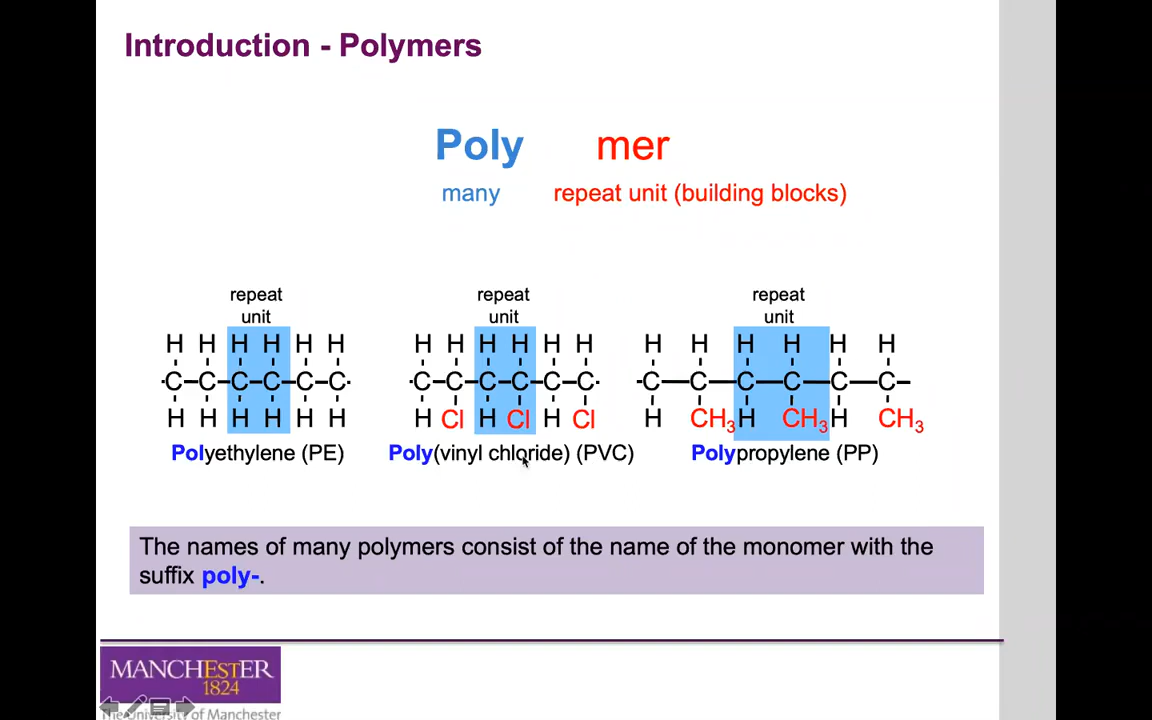 Introduction - Polymers
Poly mer
many repeat unit (building blocks)
repeat repeat repeat
unit unit unit
H H H H H H H H H H H H H H H H H H
-C-C-C-C-C-C- -C-C-C-C-C-C- -C-C-C-C-C-C-
H H H H H H H Cl H Cl H Cl H CH3 H CH3 H CH3
Polyethylene (PE) Poly(vinyl chloride) (PVC) Polypropylene (PP)
The names of many polymers consist of the name of the monomer with the
suffix poly-.
MANCHESTER
1824
The University of Manchester